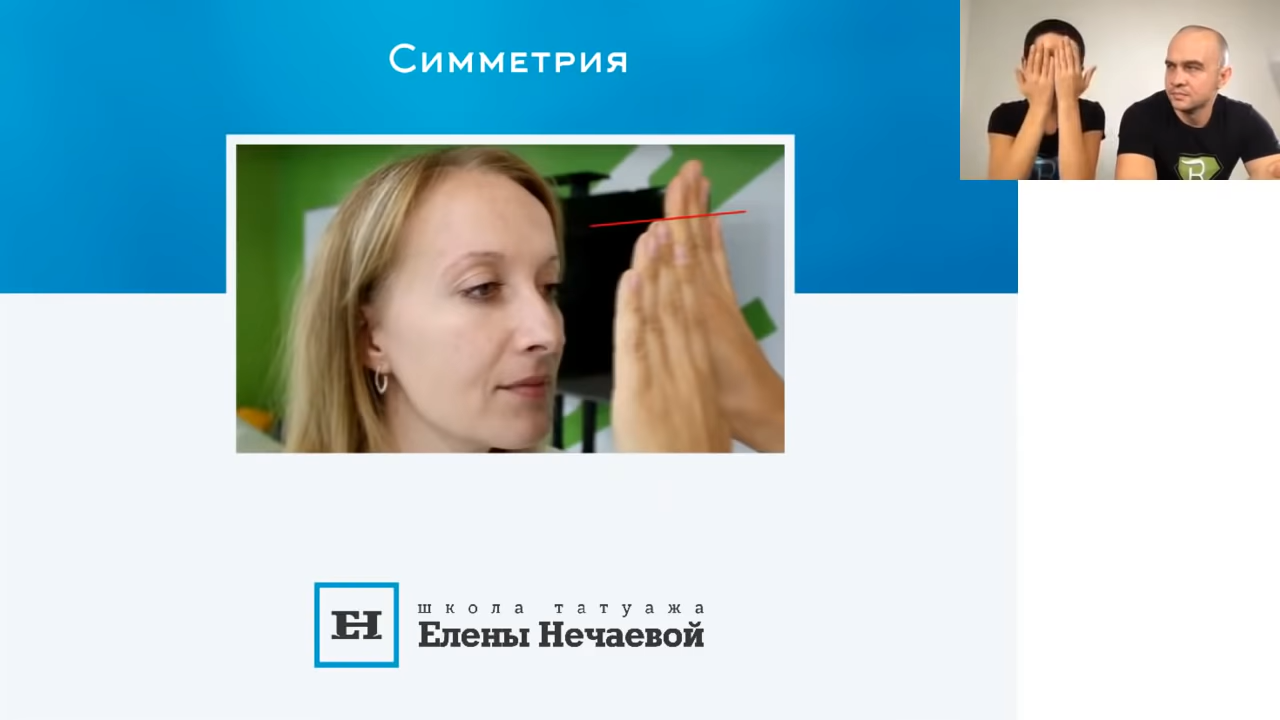 Симметрия
ЕН
школа татуажа
Елены Нечаевой
R
R